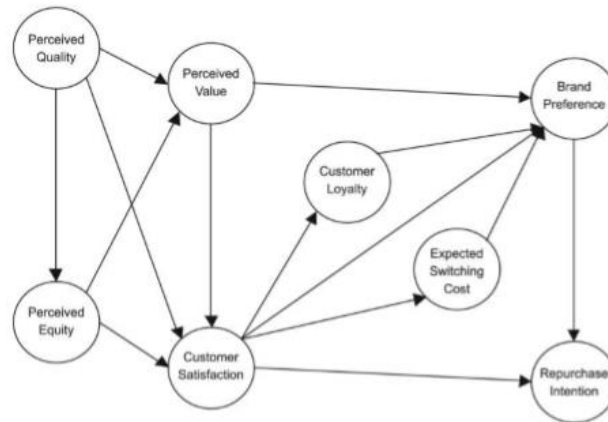 Perceived
Quality
Perceived
Value
Brand
Preference
Customer
Loyalty
Expected
Switching
Cost
Perceived
Equity
Customer
Satisfaction
Repurchase
Intention